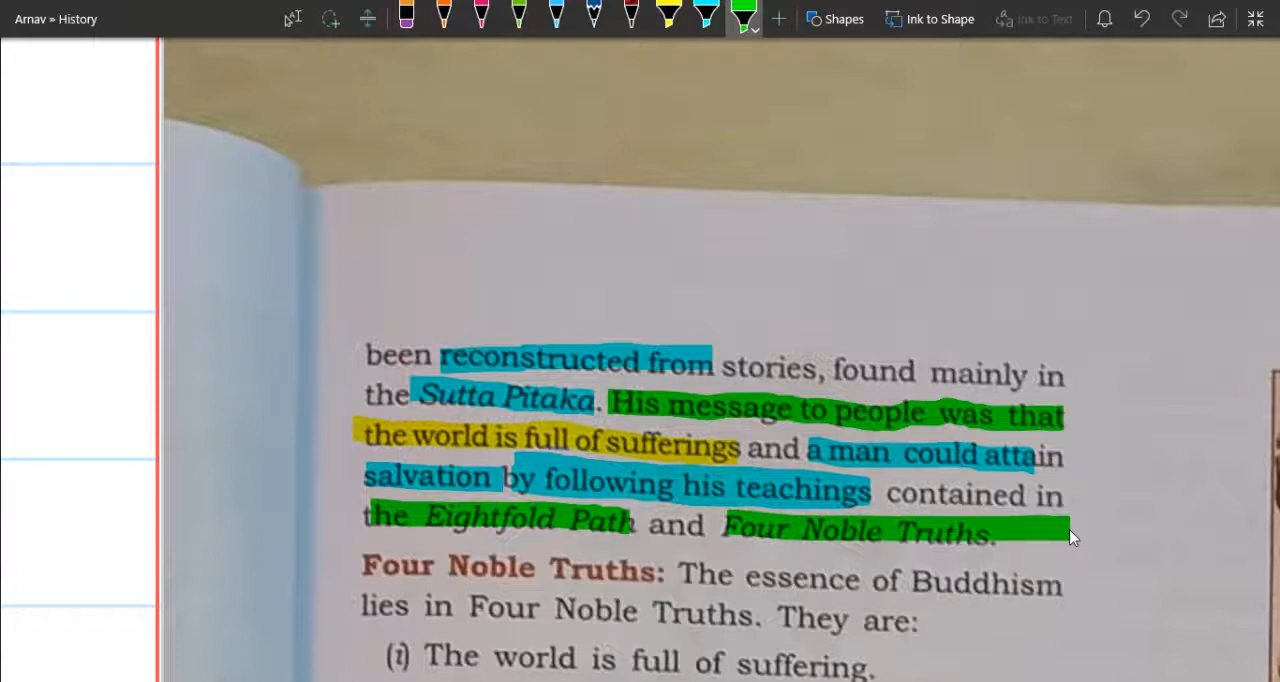 Arnav » History
Shapes
Ink to Shape
Ink to Text
been reconstructed from stories, found mainly in
the Sutta Pitaka. His message to people was that
the world is full of sufferings and a man could attain
salvation by following his teachings contained in
the Eightfold Path and Four Noble Truths.
Four Noble Truths: The essence of Buddhism
lies in Four Noble Truths. They are:
(i) The world is full of suffering.